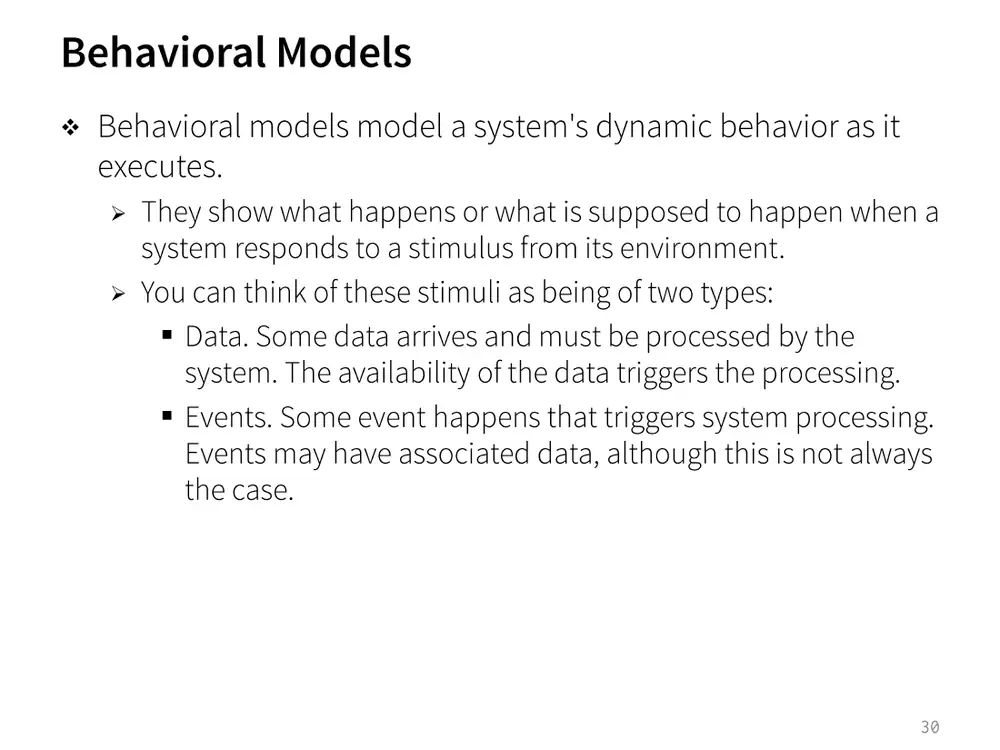 Behavioral Models
❖ Behavioral models model a system's dynamic behavior as it
executes.
➢ They show what happens or what is supposed to happen when a
system responds to a stimulus from its environment.
➢ You can think of these stimuli as being of two types:
▪ Data. Some data arrives and must be processed by the
system. The availability of the data triggers the processing.
▪ Events. Some event happens that triggers system processing.
Events may have associated data, although this is not always
the case.
30